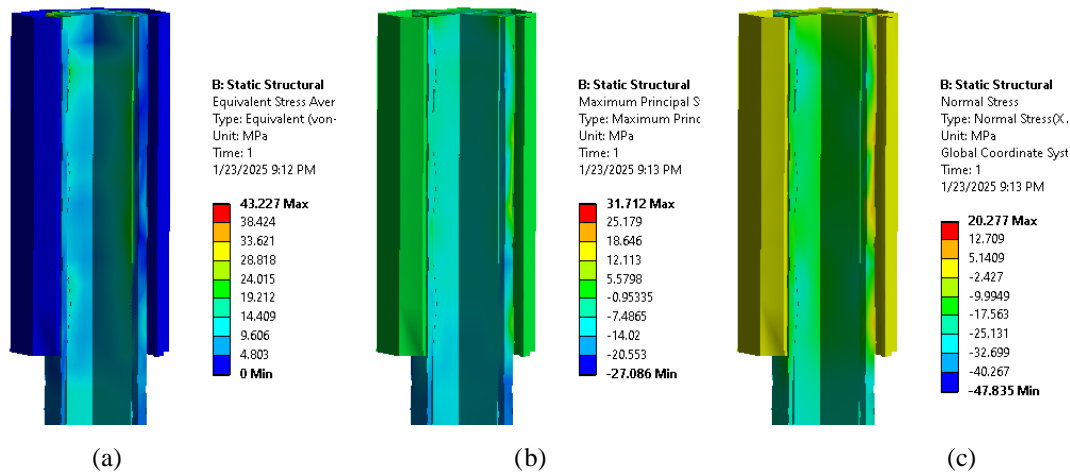 B: Static Structural
Equivalent Stress Aver
Type: Equivalent (von-
Unit: MPa
Time: 1
1/23/2025 9:12 PM
43.227 Max
38.424
33.621
28.818
24.015
19.212
14.409
9.606
4.803
0 Min
(a)
B: Static Structural
Maximum Principal S
Type: Maximum Princ
Unit: MPa
Time: 1
1/23/2025 9:13 PM
31.712 Max
25.179
18.646
12.113
5.5798
-0.95335
-7.4865
-14.02
-20.553
-27.086 Min
(b)
B: Static Structural
Normal Stress
Type: Normal Stress(X
Unit: MPa
Global Coordinate Syst
Time: 1
1/23/2025 9:13 PM
20.277 Max
12.709
5.1409
-2.427
-9.9949
-17.563
-25.131
-32.699
-40.267
-47.835 Min
(c)